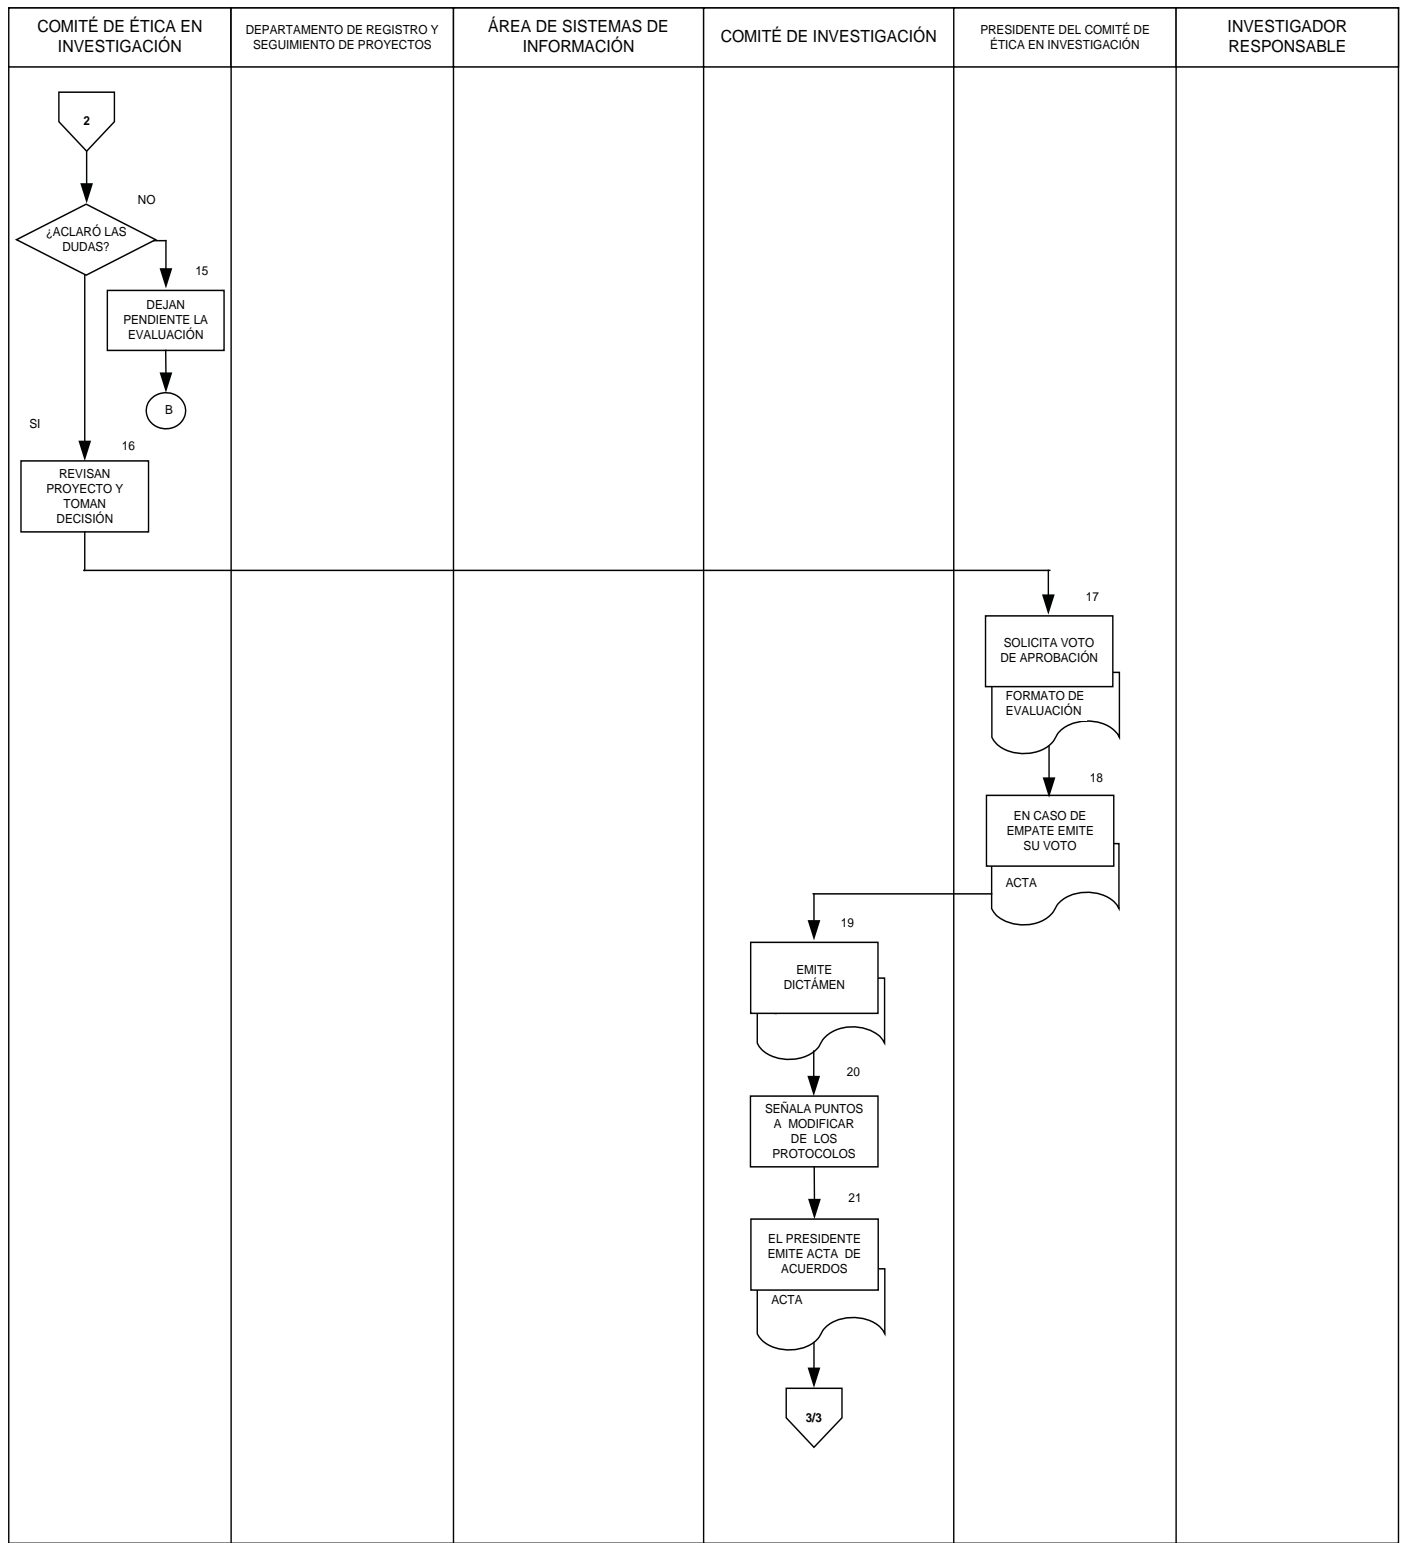 COMITÉ DE ÉTICA EN
INVESTIGACIÓN
DEPARTAMENTO DE REGISTRO Y
SEGUIMIENTO DE PROYECTOS
ÁREA DE SISTEMAS DE
INFORMACIÓN
COMITÉ DE INVESTIGACIÓN
PRESIDENTE DEL COMITÉ DE
ÉTICA EN INVESTIGACIÓN
INVESTIGADOR
RESPONSABLE
2
NO
¿ACLARÓ LAS
DUDAS?
15
DEJAN
PENDIENTE LA
EVALUACIÓN
B
SI
16
REVISAN
PROYECTO Y
TOMAN
DECISIÓN
17
SOLICITA VOTO
DE APROBACIÓN
FORMATO DE
EVALUACIÓN
18
EN CASO DE
EMPATE EMITE
SU VOTO
ACTA
19
EMITE
DICTÁMEN
20
SEÑALA PUNTOS
A MODIFICAR
DE LOS
PROTOCOLOS
21
EL PRESIDENTE
EMITE ACTA DE
ACUERDOS
ACTA
3/3